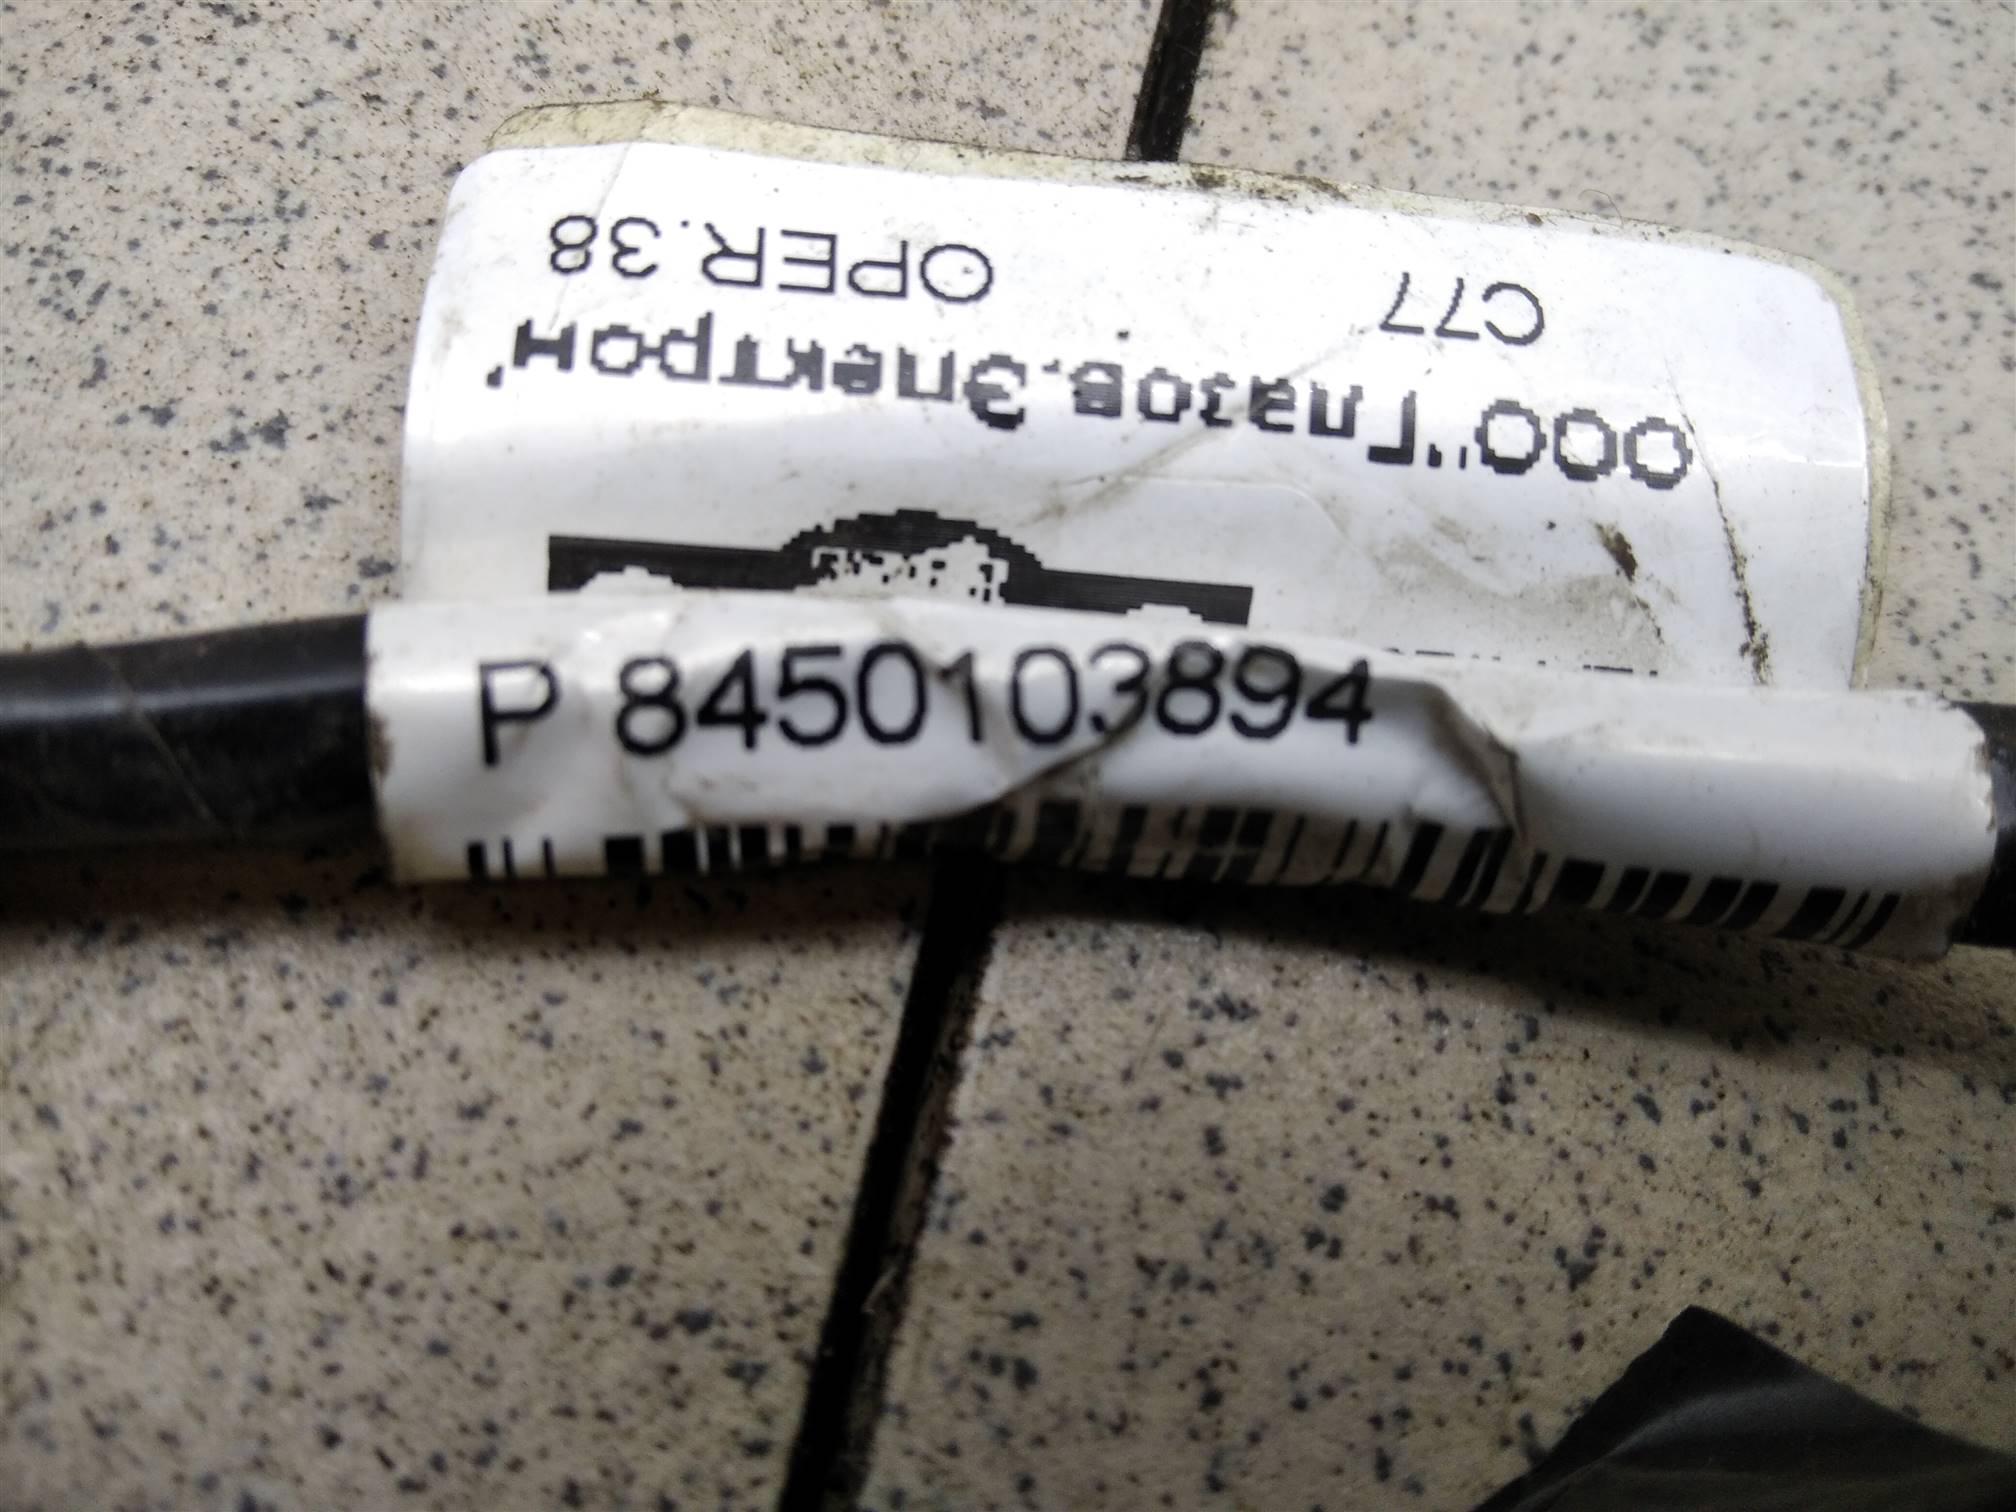 P 8450103894
ООО "Глазов.Электрон"
C77 OPER.38